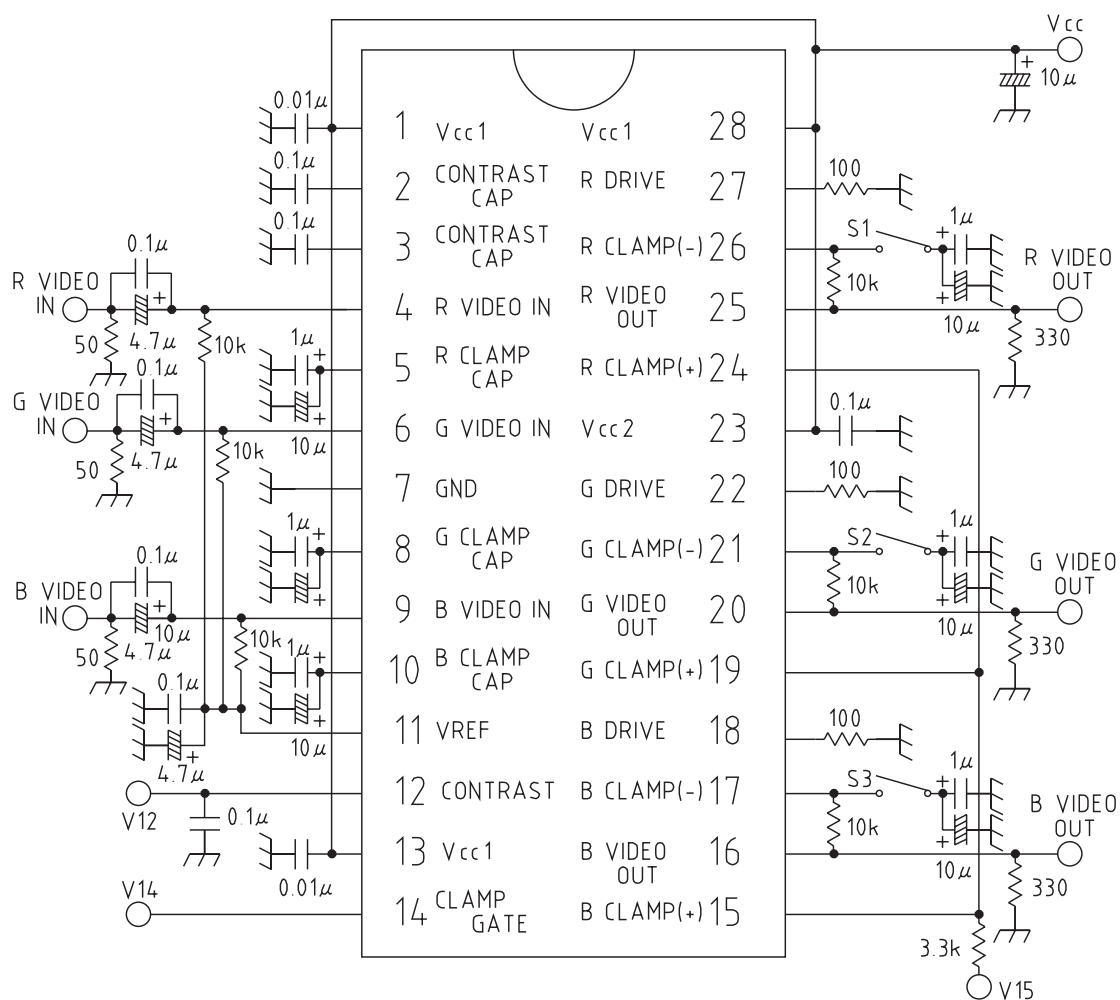 Vcc
+
10µ
0.01µ
1 Vcc1 Vcc1 28
0.1µ
2 CONTRAST CAP R DRIVE 27
100
0.1µ
3 CONTRAST CAP R CLAMP(-) 26
S1
1µ
+
10k
+
10µ
R VIDEO OUT
330
0.1µ
R VIDEO IN
+
4.7µ
50
10k
4 R VIDEO IN R VIDEO OUT 25
1µ
+
+
10µ
5 R CLAMP CAP R CLAMP(+) 24
0.1µ
G VIDEO IN
4.7µ
50
10k
6 G VIDEO IN Vcc2 23
0.1µ
7 GND G DRIVE 22
100
1µ
+
+
8 G CLAMP CAP G CLAMP(-) 21
S2
1µ
+
10k
+
10µ
G VIDEO OUT
330
0.1µ
B VIDEO IN
+
10µ
4.7µ
50
10k
9 B VIDEO IN G VIDEO OUT 20
1µ
+
+
10µ
10 B CLAMP CAP G CLAMP(+) 19
0.1µ
+
4.7µ
11 VREF B DRIVE 18
100
V12
0.1µ
12 CONTRAST B CLAMP(-) 17
S3
1µ
+
10k
+
10µ
B VIDEO OUT
330
0.01µ
13 Vcc1 B VIDEO OUT 16
V14
14 CLAMP GATE B CLAMP(+) 15
3.3k
V15